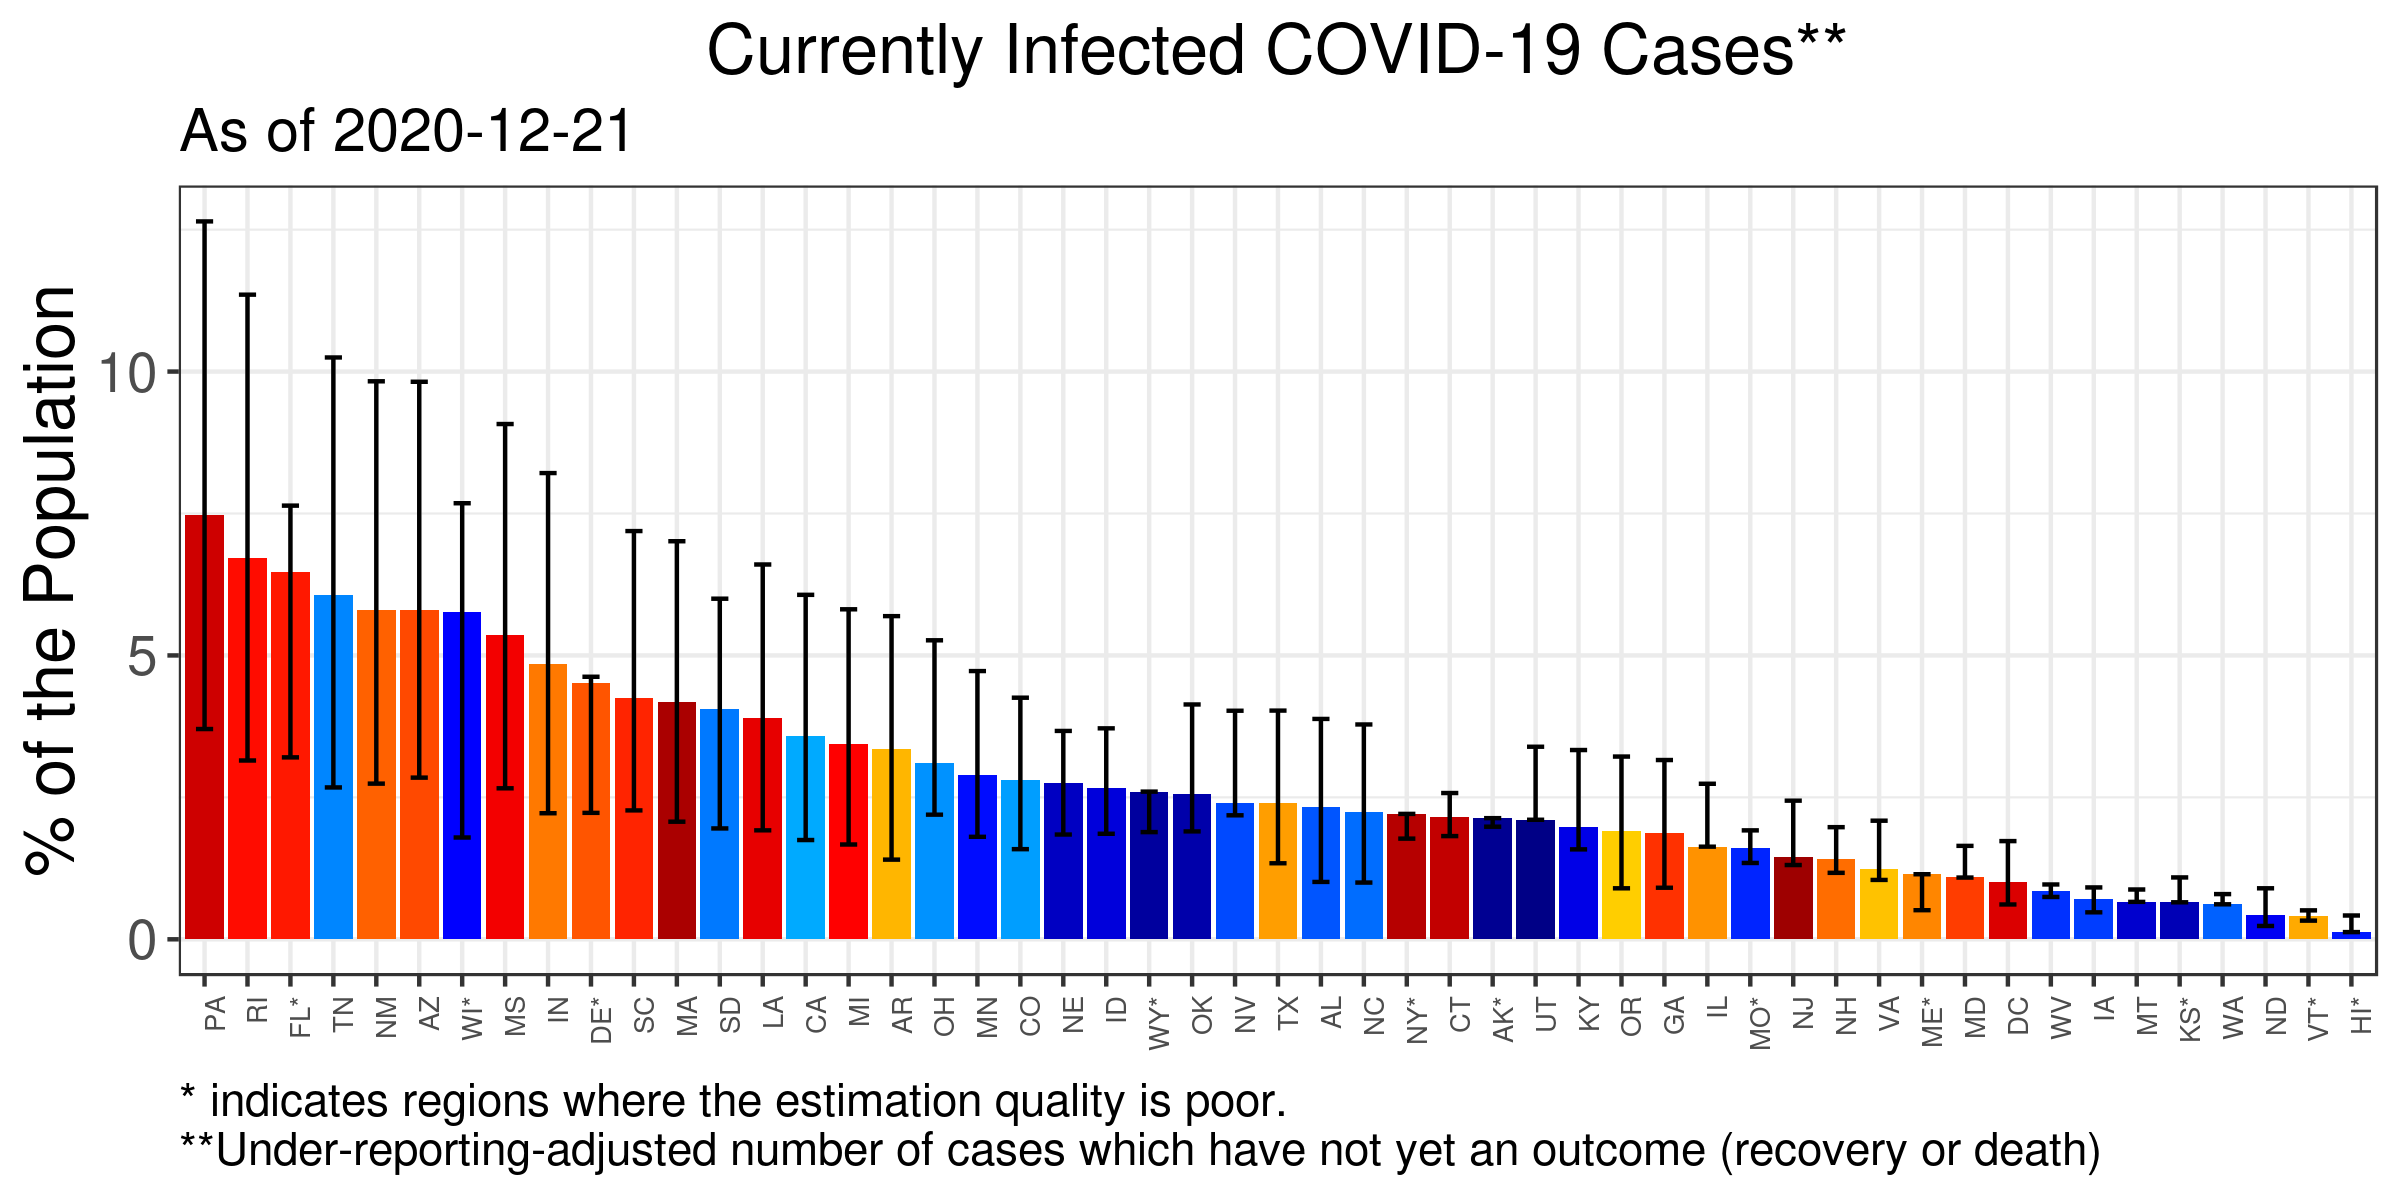 Currently Infected COVID-19 Cases**
As of 2020-12-21
% of the Population
10
5
0
PA RI FL* TN NM AZ WI* MS IN DE* SC MA SD LA CA MI AR OH MN CO NE ID WY* OK NV TX AL NC NY* CT AK* UT KY OR GA IL MO* NJ NH VA ME* MD DC WV IA MT KS* WA ND VT* HI*
* indicates regions where the estimation quality is poor.
**Under-reporting-adjusted number of cases which have not yet an outcome (recovery or death)